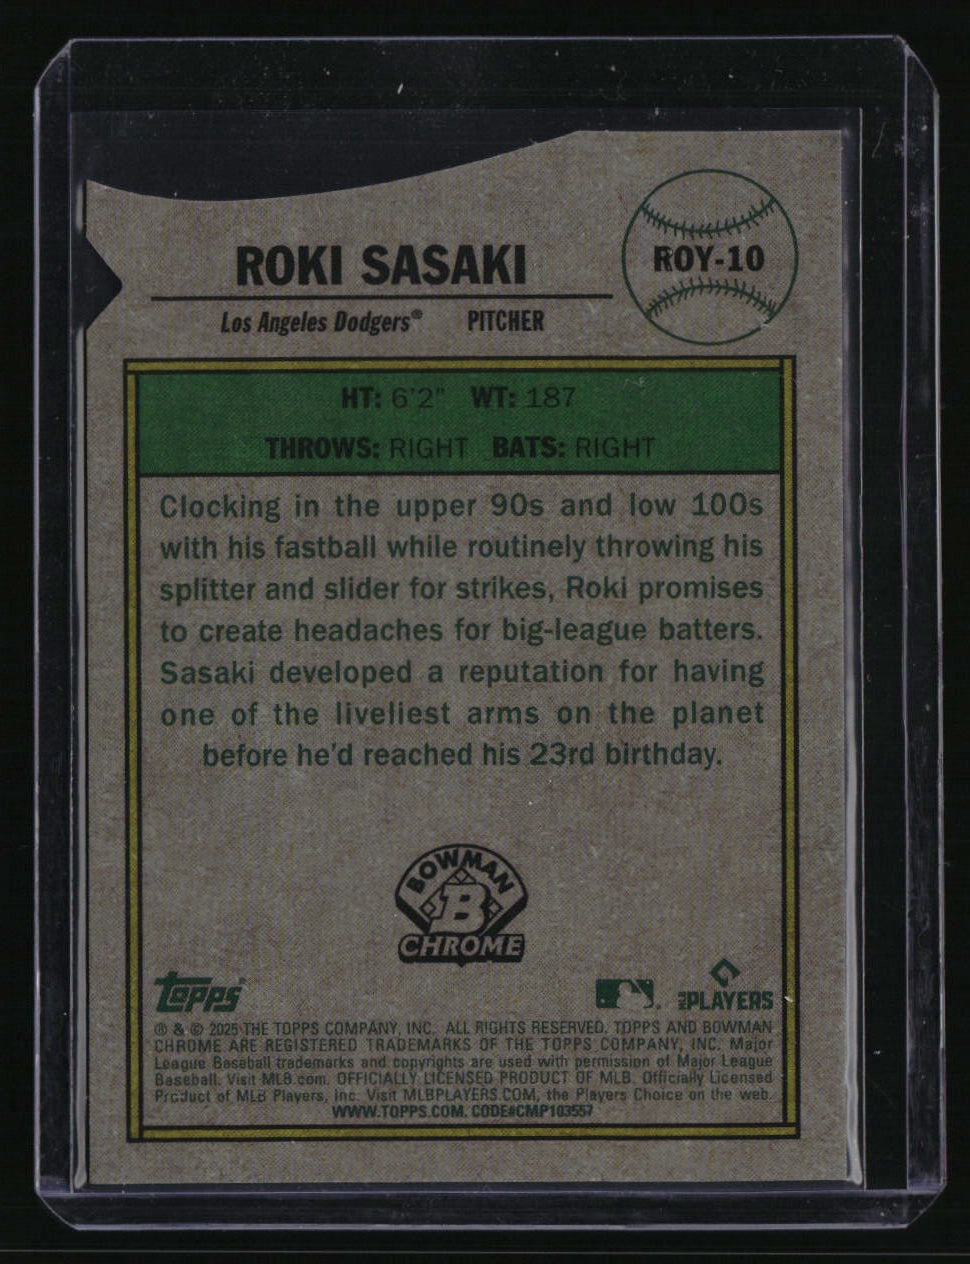 ROKI SASAKI
ROY-10
Los Angeles Dodgers® PITCHER
HT: 6'2" WT: 187
THROWS: RIGHT BATS: RIGHT
Clocking in the upper 90s and low 100s
with his fastball while routinely throwing his
splitter and slider for strikes, Roki promises
to create headaches for big-league batters.
Sasaki developed a reputation for having
one of the liveliest arms on the planet
before he'd reached his 23rd birthday.
BOWMAN
B
CHROME
Topps
MLB PLAYERS
® & © 2025 THE TOPPS COMPANY, INC. ALL RIGHTS RESERVED. TOPPS AND BOWMAN
CHROME ARE REGISTERED TRADEMARKS OF THE TOPPS COMPANY, INC. Major
League Baseball trademarks and copyrights are used with permission of Major League
Baseball. Visit MLB.com. OFFICIALLY LICENSED PRODUCT OF MLB. Officially Licensed
Product of MLB Players, Inc. Visit MLBPLAYERS.COM, the Players Choice on the web.
WWW.TOPPS.COM. CODE#CMP103557